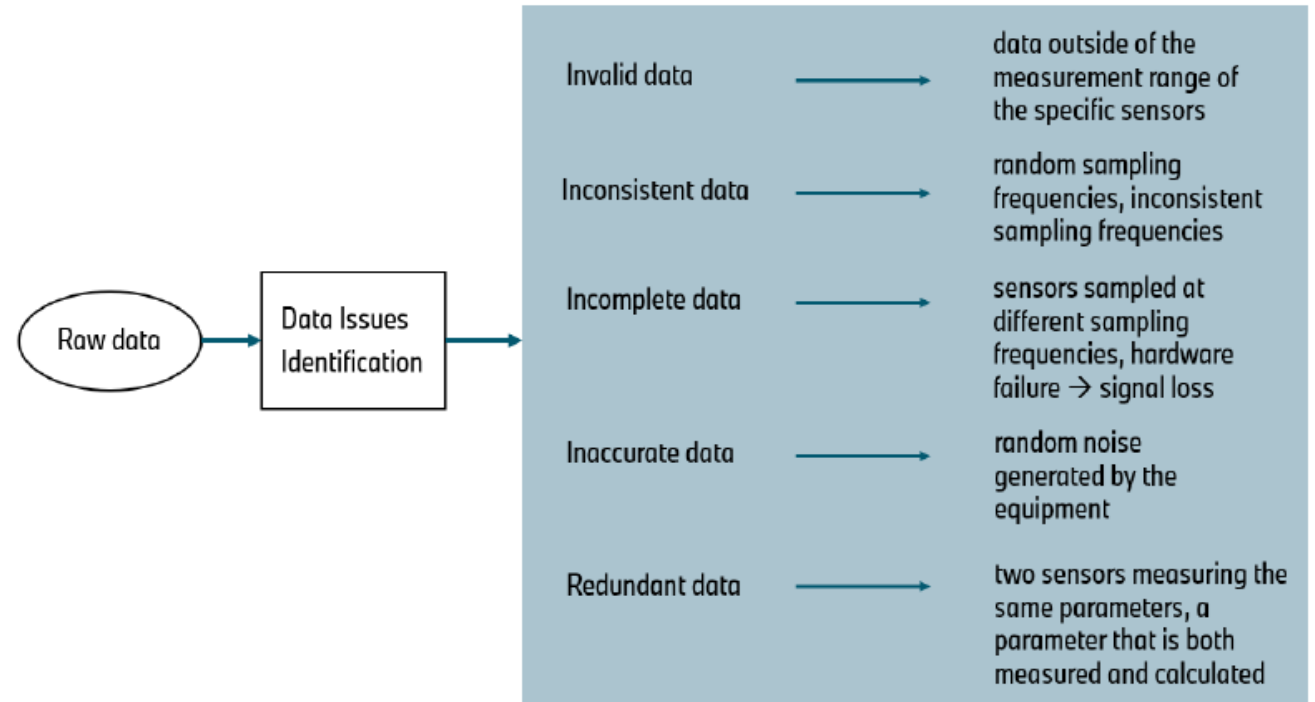 Raw data
Data Issues
Identification
Invalid data
data outside of the
measurement range of
the specific sensors
Inconsistent data
random sampling
frequencies, inconsistent
sampling frequencies
Incomplete data
sensors sampled at
different sampling
frequencies, hardware
failure → signal loss
Inaccurate data
random noise
generated by the
equipment
Redundant data
two sensors measuring the
same parameters, a
parameter that is both
measured and calculated